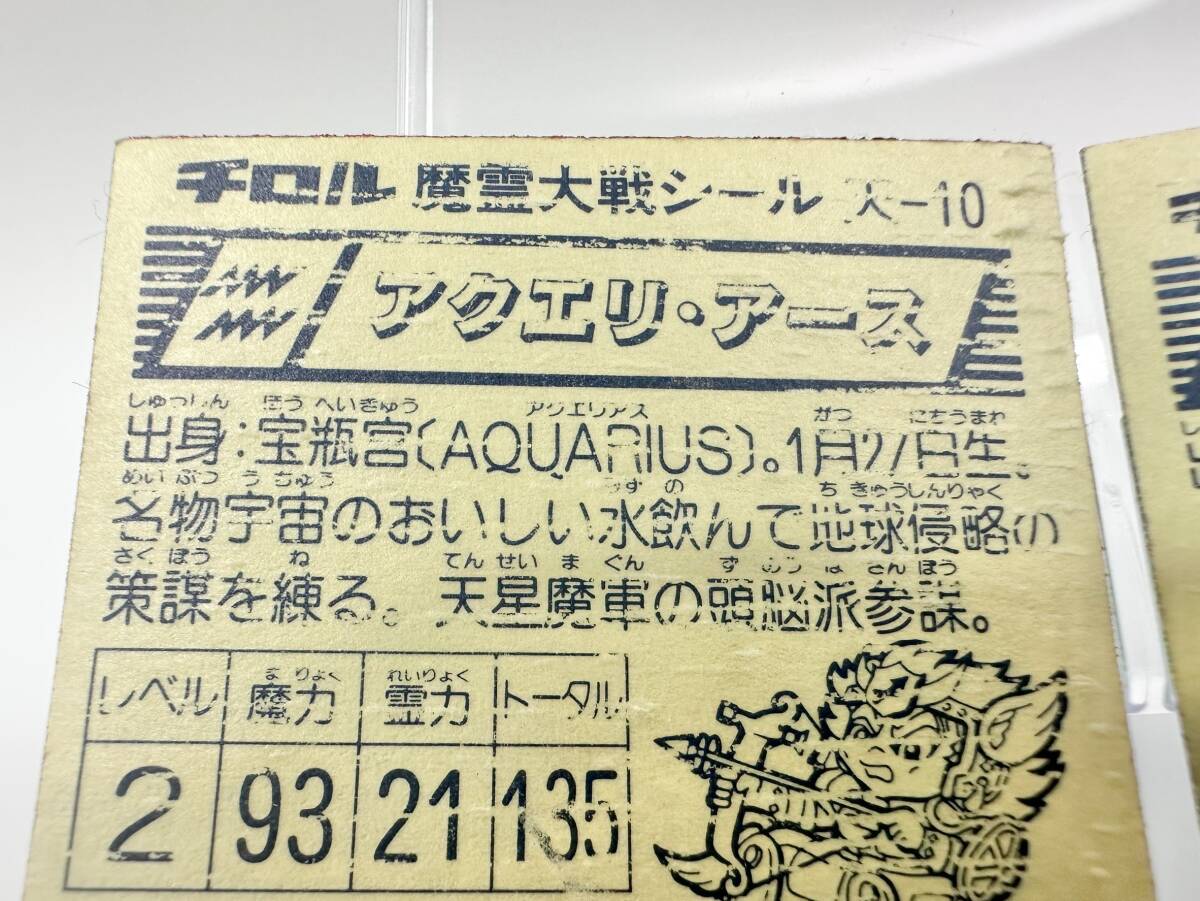 チロル 魔霊大戦シール 天-10
アクエリ・アース
しゅっしん ほう へいきゅう アクエリアス がつ にちうまれ
出身:宝瓶宮(AQUARIUS)。1月27日生。
めいぶつ う ちゅう みずの ちきゅうしんりゃく
名物宇宙のおいしい水飲んで地球侵略の
さくぼう ね てんせいまぐん ずのうはさんぼう
策謀を練る。天星魔軍の頭脳派参謀。
まりょく れいりょく
レベル 魔力 霊力 トータル
2 93 21 135